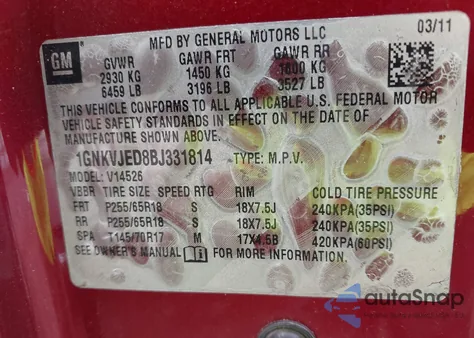 GM
MFD BY GENERAL MOTORS LLC 03/11
GVWR GAWR FRT GAWR RR
2930 KG 1450 KG 1600 KG
6459 LB 3196 LB 3527 LB
THIS VEHICLE CONFORMS TO ALL APPLICABLE U.S. FEDERAL MOTOR
VEHICLE SAFETY STANDARDS IN EFFECT ON THE DATE OF
MANUFACTURE SHOWN ABOVE.
1GNKVJED8BJ331814 TYPE: M.P.V.
MODEL: V14526
VBBR TIRE SIZE SPEED RTG RIM COLD TIRE PRESSURE
FRT P255/65R18 S 18X7.5J 240KPA(35PSI)
RR P255/65R18 S 18X7.5J 240KPA(35PSI)
SPA T145/70R17 M 17X4.5B 420KPA(60PSI)
SEE OWNER'S MANUAL FOR MORE INFORMATION.
autoSnap